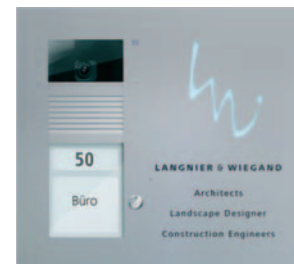 50
Büro
LANGNIER & WIEGAND
Architects
Landscape Designer
Construction Engineers